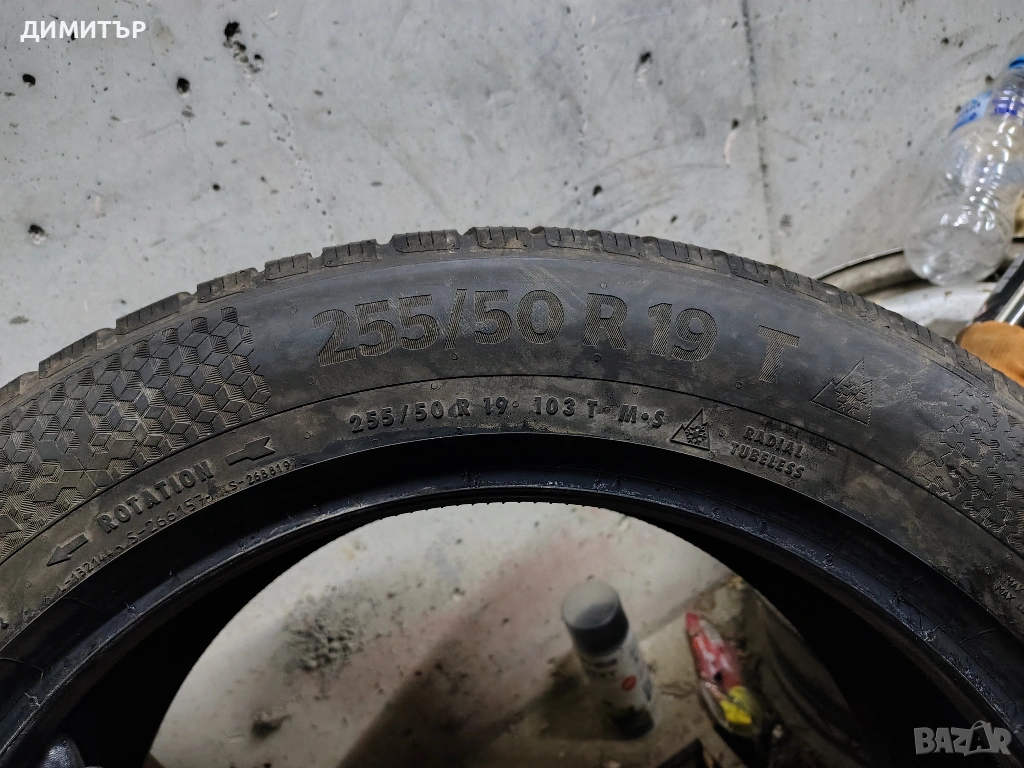 ДИМИТЪР
255/50 R 19 T
255/50 R 19 103 T M+S
RADIAL
TUBELESS
ROTATION
BAZAR